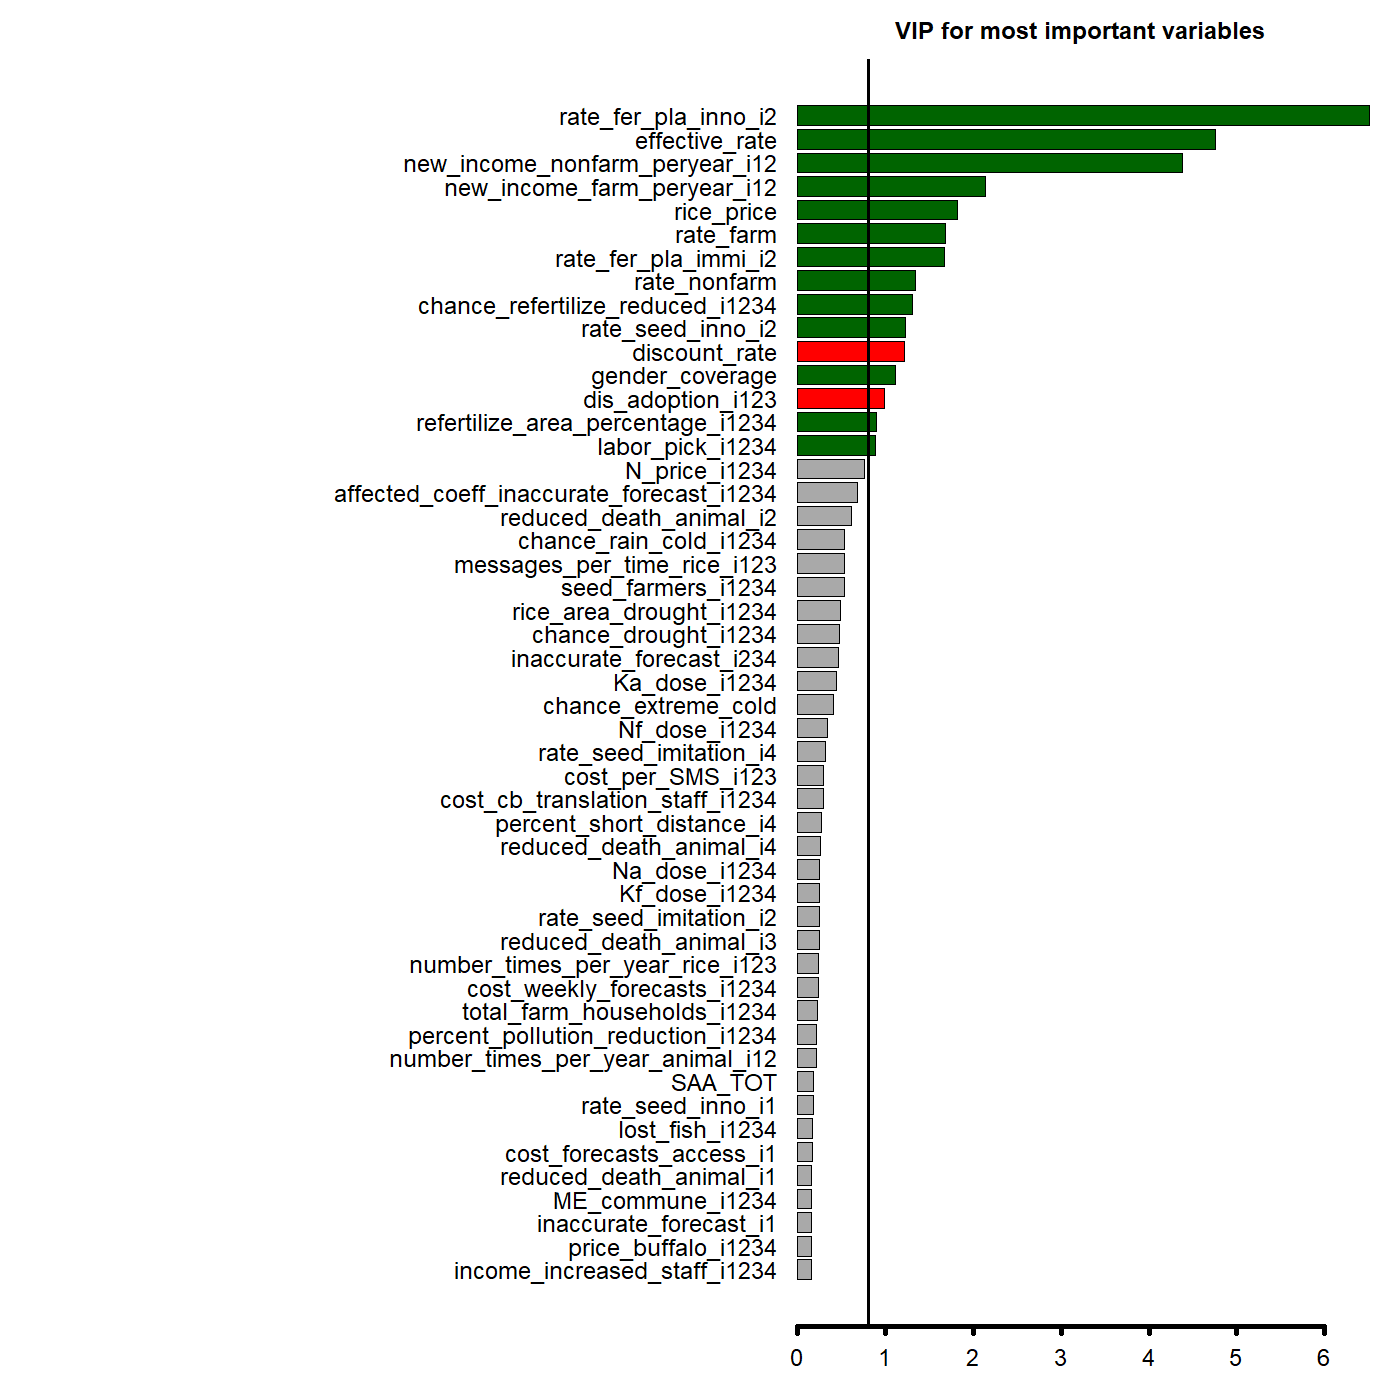 VIP for most important variables
rate_fer_pla_inno_i2
effective_rate
new_income_nonfarm_peryear_i12
new_income_farm_peryear_i12
rice_price
rate_farm
rate_fer_pla_immi_i2
rate_nonfarm
chance_refertilize_reduced_i1234
rate_seed_inno_i2
discount_rate
gender_coverage
dis_adoption_i123
refertilize_area_percentage_i1234
labor_pick_i1234
N_price_i1234
affected_coeff_inaccurate_forecast_i1234
reduced_death_animal_i2
chance_rain_cold_i1234
messages_per_time_rice_i123
seed_farmers_i1234
rice_area_drought_i1234
chance_drought_i1234
inaccurate_forecast_i234
Ka_dose_i1234
chance_extreme_cold
Nf_dose_i1234
rate_seed_imitation_i4
cost_per_SMS_i123
cost_cb_translation_staff_i1234
percent_short_distance_i4
reduced_death_animal_i4
Na_dose_i1234
Kf_dose_i1234
rate_seed_imitation_i2
reduced_death_animal_i3
number_times_per_year_rice_i123
cost_weekly_forecasts_i1234
total_farm_households_i1234
percent_pollution_reduction_i1234
number_times_per_year_animal_i12
SAA_TOT
rate_seed_inno_i1
lost_fish_i1234
cost_forecasts_access_i1
reduced_death_animal_i1
ME_commune_i1234
inaccurate_forecast_i1
price_buffalo_i1234
income_increased_staff_i1234
0 1 2 3 4 5 6